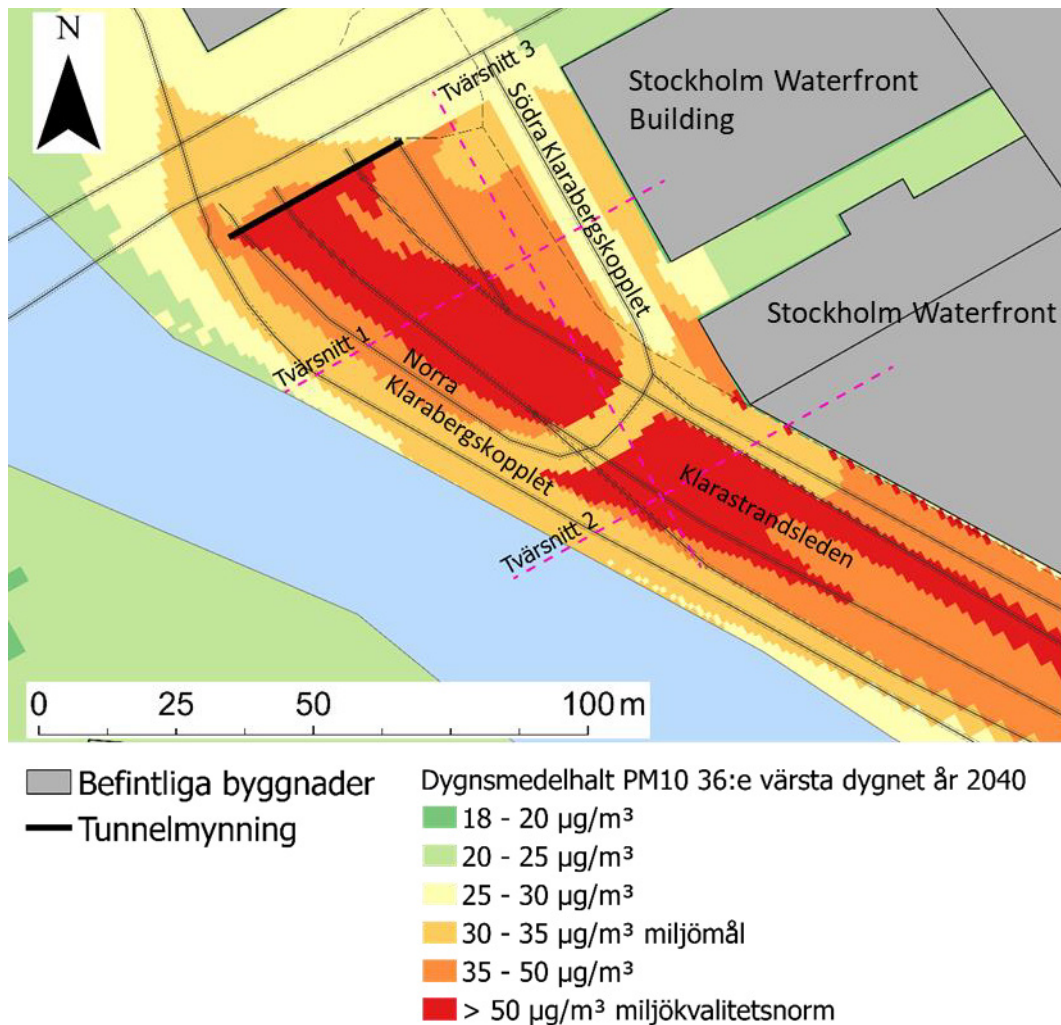 N
Tvärsnitt 3
Stockholm Waterfront
Building
Södra Klarabergskopplet
Stockholm Waterfront
Tvärsnitt 1
Norra
Klarabergskopplet
Klarastrandsleden
Tvärsnitt 2
0 25 50 100 m
Befintliga byggnader
Tunnelmynning
Dygnsmedelhalt PM10 36:e värsta dygnet år 2040
18 - 20 µg/m³
20 - 25 µg/m³
25 - 30 µg/m³
30 - 35 µg/m³ miljömål
35 - 50 µg/m³
> 50 µg/m³ miljökvalitetsnorm